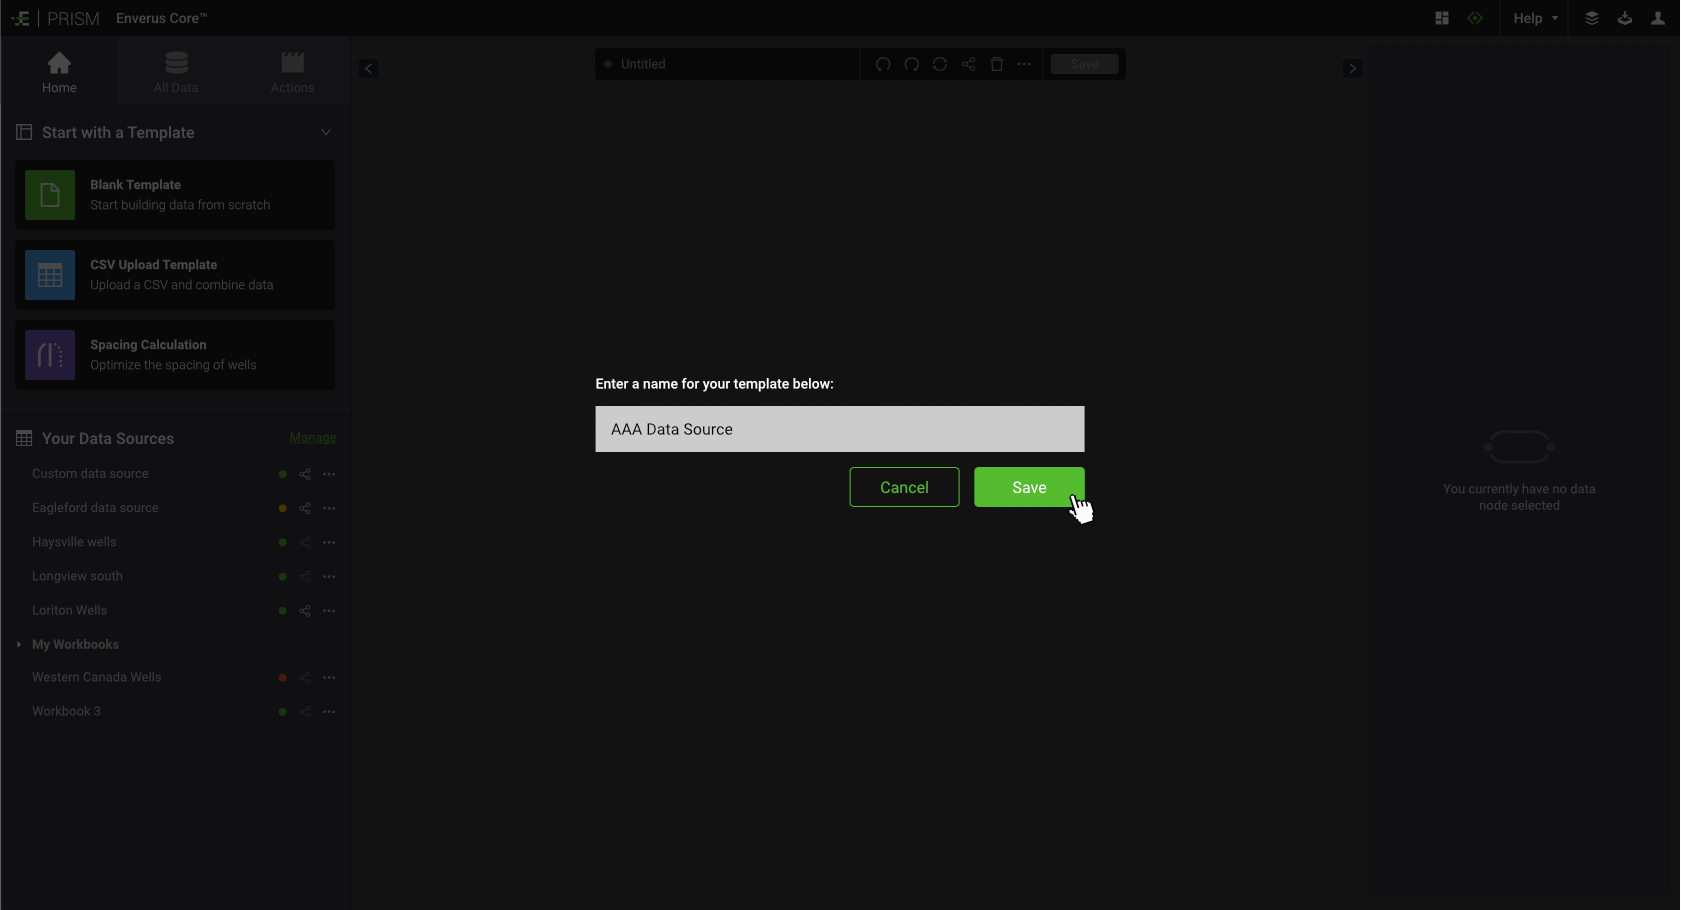 PRISM Enverus Core™ Help
Home All Data Actions
Untitled Save
Start with a Template
Blank Template
Start building data from scratch
CSV Upload Template
Upload a CSV and combine data
Spacing Calculation
Optimize the spacing of wells
Your Data Sources Manage
Custom data source
Eagleford data source
Haysville wells
Longview south
Loriton Wells
My Workbooks
Western Canada Wells
Workbook 3
Enter a name for your template below:
AAA Data Source
Cancel Save
You currently have no data
node selected